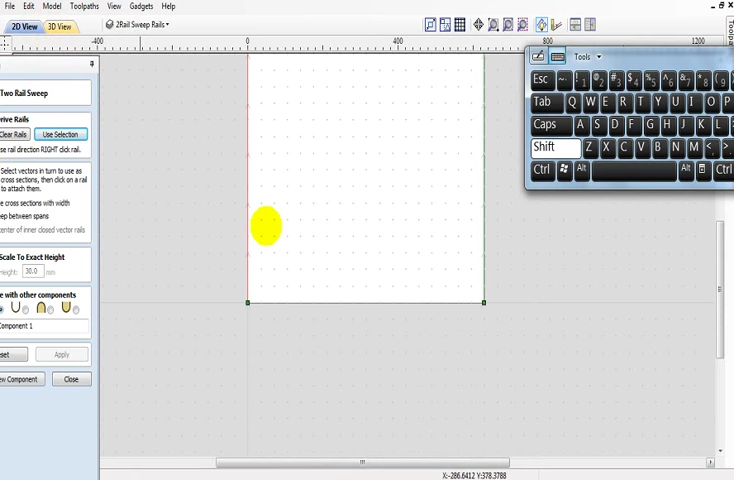 File Edit Model Toolpaths View Gadgets Help
2D View 3D View 2Rail Sweep Rails
-400 0 400 800 1200
Two Rail Sweep
Tools
Esc ~ ` ! 1 @ 2 # 3 $ 4 % 5 ^ 6 & 7 * 8 ( 9
Drive Rails
Tab Q W E R T Y U I O P
Clear Rails Use Selection
Caps A S D F G H J K L
rail direction RIGHT click rail.
Shift Z X C V B N M < , >
Ctrl Alt Alt Ctrl
Select vectors in turn to use as
cross sections, then click on a rail
to attach them.
cross sections with width
between spans
center of inner closed vector rails
Scale To Exact Height
Height: 30.0 mm
with other components
Component 1
Apply
Component Close
X:-286.6412 Y:378.3788